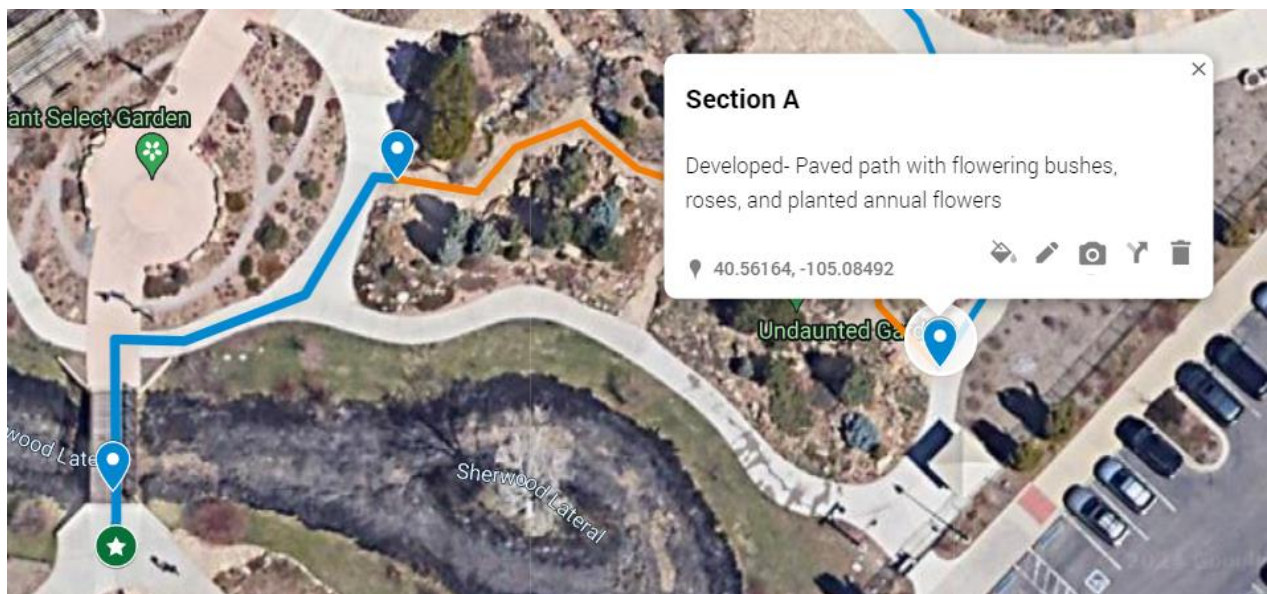 ant Select Garden
Section A
Developed- Paved path with flowering bushes,
roses, and planted annual flowers
40.56164, -105.08492
Undaunted Ga
wood Late
Sherwood Lateral